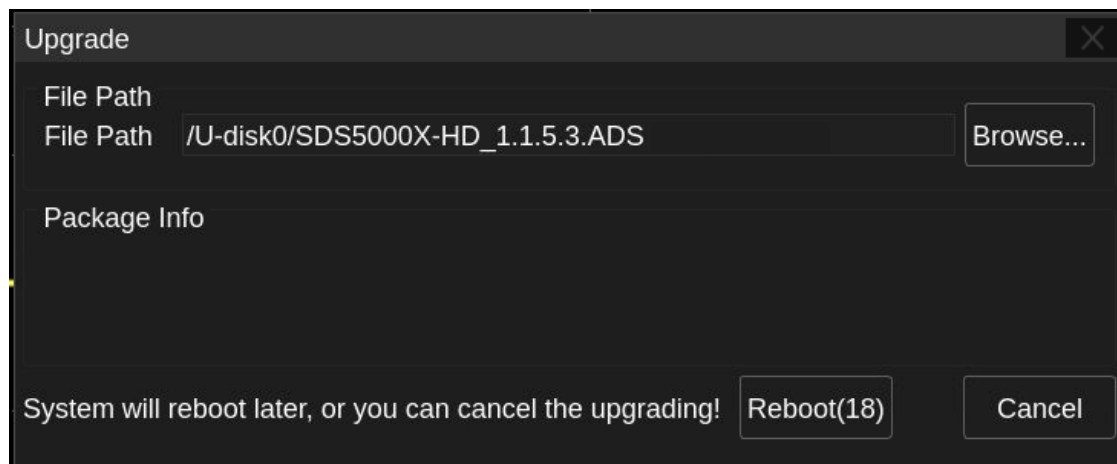 Upgrade
File Path
File Path /U-disk0/SDS5000X-HD_1.1.5.3.ADS Browse...
Package Info
System will reboot later, or you can cancel the upgrading! Reboot(18) Cancel